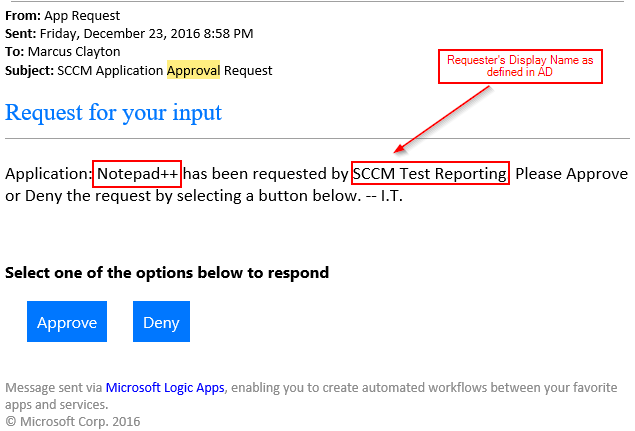 From: App Request
Sent: Friday, December 23, 2016 8:58 PM
To: Marcus Clayton
Subject: SCCM Application Approval Request
Requester's Display Name as
defined in AD
Request for your input
Application: Notepad++ has been requested by SCCM Test Reporting. Please Approve
or Deny the request by selecting a button below. -- I.T.
Select one of the options below to respond
Approve
Deny
Message sent via Microsoft Logic Apps, enabling you to create automated workflows between your favorite
apps and services.
© Microsoft Corp. 2016